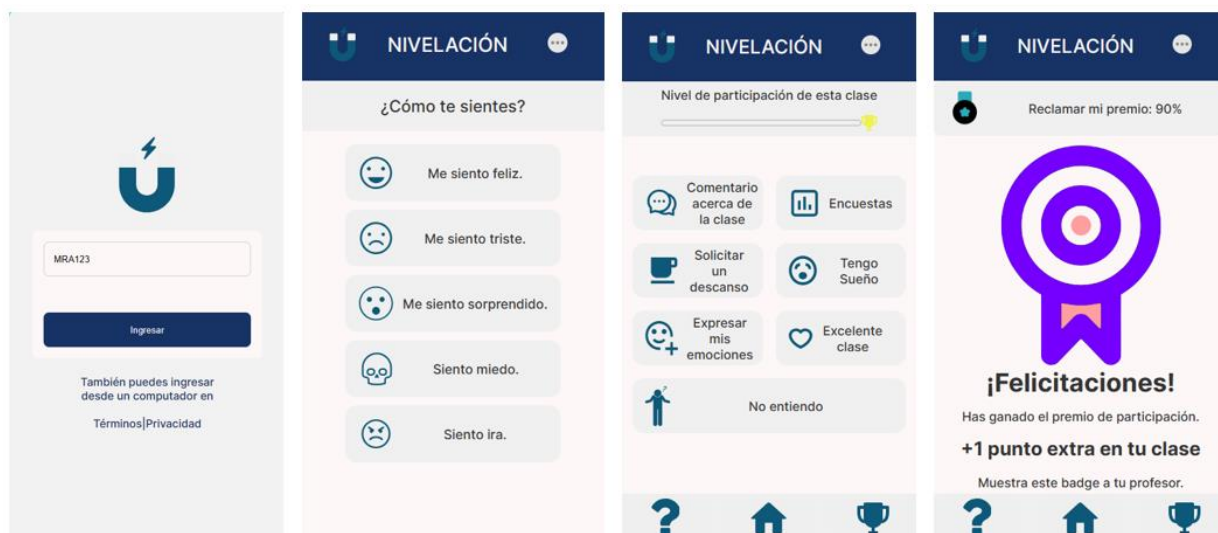 MRA123
Ingresar
También puedes ingresar
desde un computador en
Términos|Privacidad
NIVELACIÓN
¿Cómo te sientes?
Me siento feliz.
Me siento triste.
Me siento sorprendido.
Siento miedo.
Siento ira.
NIVELACIÓN
Nivel de participación de esta clase
Comentario
acerca de
la clase
Encuestas
Solicitar
un
descanso
Tengo
Sueño
Expresar
mis
emociones
Excelente
clase
No entiendo
NIVELACIÓN
Reclamar mi premio: 90%
¡Felicitaciones!
Has ganado el premio de participación.
+1 punto extra en tu clase
Muestra este badge a tu profesor.